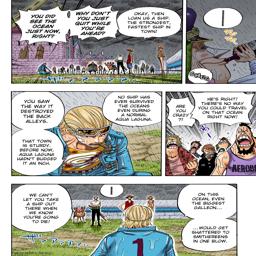 YOU DID
SEE THE
OCEAN
JUST NOW,
RIGHT?
WHY DON'T
YOU JUST
QUIT
WHILE
YOU'RE
AHEAD?
OKAY, THEN
LOAN US A SHIP.
THE STRONGEST,
FASTEST SHIP IN
TOWN!
!
YOU SAW
THE WAY IT
DESTROYED
THE BACK
ALLEYS.
THAT
TOWN IS
STURDY.
BEFORE NOW,
AQUA LAGUNA
HADN'T
BUDGED IT
AN INCH.
NO SHIP HAS
EVER SURVIVED
THE OCEANS
EVEN DURING
A NORMAL
AQUA LAGUNA.
ARE
YOU
CRAZY
?!
HE'S RIGHT!
THERE'S NO WAY
YOU COULD TRAVEL
ON THAT OCEAN
RIGHT NOW!
WE CAN'T
LET YOU
TAKE A SHIP
OUT THERE
WHEN WE
KNOW YOU'RE
GOING TO
DIE!
!
ON THIS
OCEAN, EVEN
THE BIGGEST
GALLEON...
...WOULD GET
SHATTERED TO
SMITHEREENS
IN ONE BLOW.